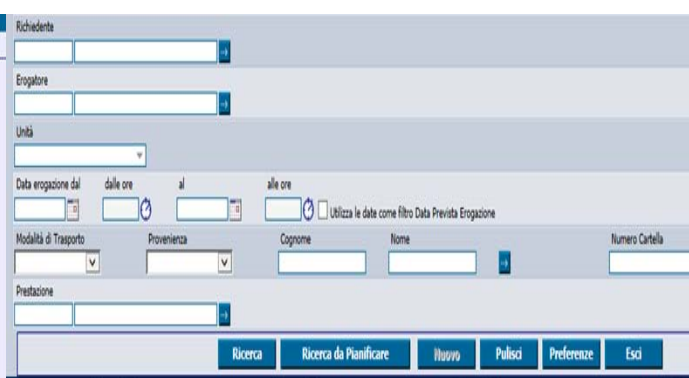 Richiedente
Erogatore
Unità
Data erogazione dal dalle ore al alle ore
Utilizza le date come filtro Data Prevista Erogazione
Modalità di Trasporto Provenienza Cognome Nome Numero Cartella
Prestazione
Ricerca Ricerca da Pianificare Nuovo Pulisci Preferenze Esci